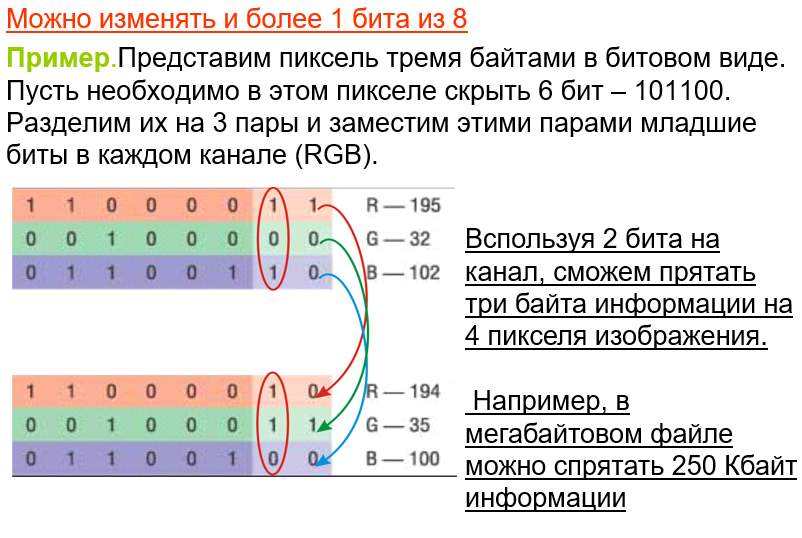 Можно изменять и более 1 бита из 8
Пример.Представим пиксель тремя байтами в битовом виде.
Пусть необходимо в этом пикселе скрыть 6 бит – 101100.
Разделим их на 3 пары и заместим этими парами младшие
биты в каждом канале (RGB).
1 1 0 0 0 0 1 1 R — 195
0 0 1 0 0 0 0 0 G — 32
0 1 1 0 0 1 1 0 B — 102
Вспользуя 2 бита на
канал, сможем прятать
три байта информации на
4 пикселя изображения.
1 1 0 0 0 0 1 0 R — 194
0 0 1 0 0 0 1 1 G — 35
0 1 1 0 0 1 0 0 B — 100
Например, в
мегабайтовом файле
можно спрятать 250 Кбайт
информации